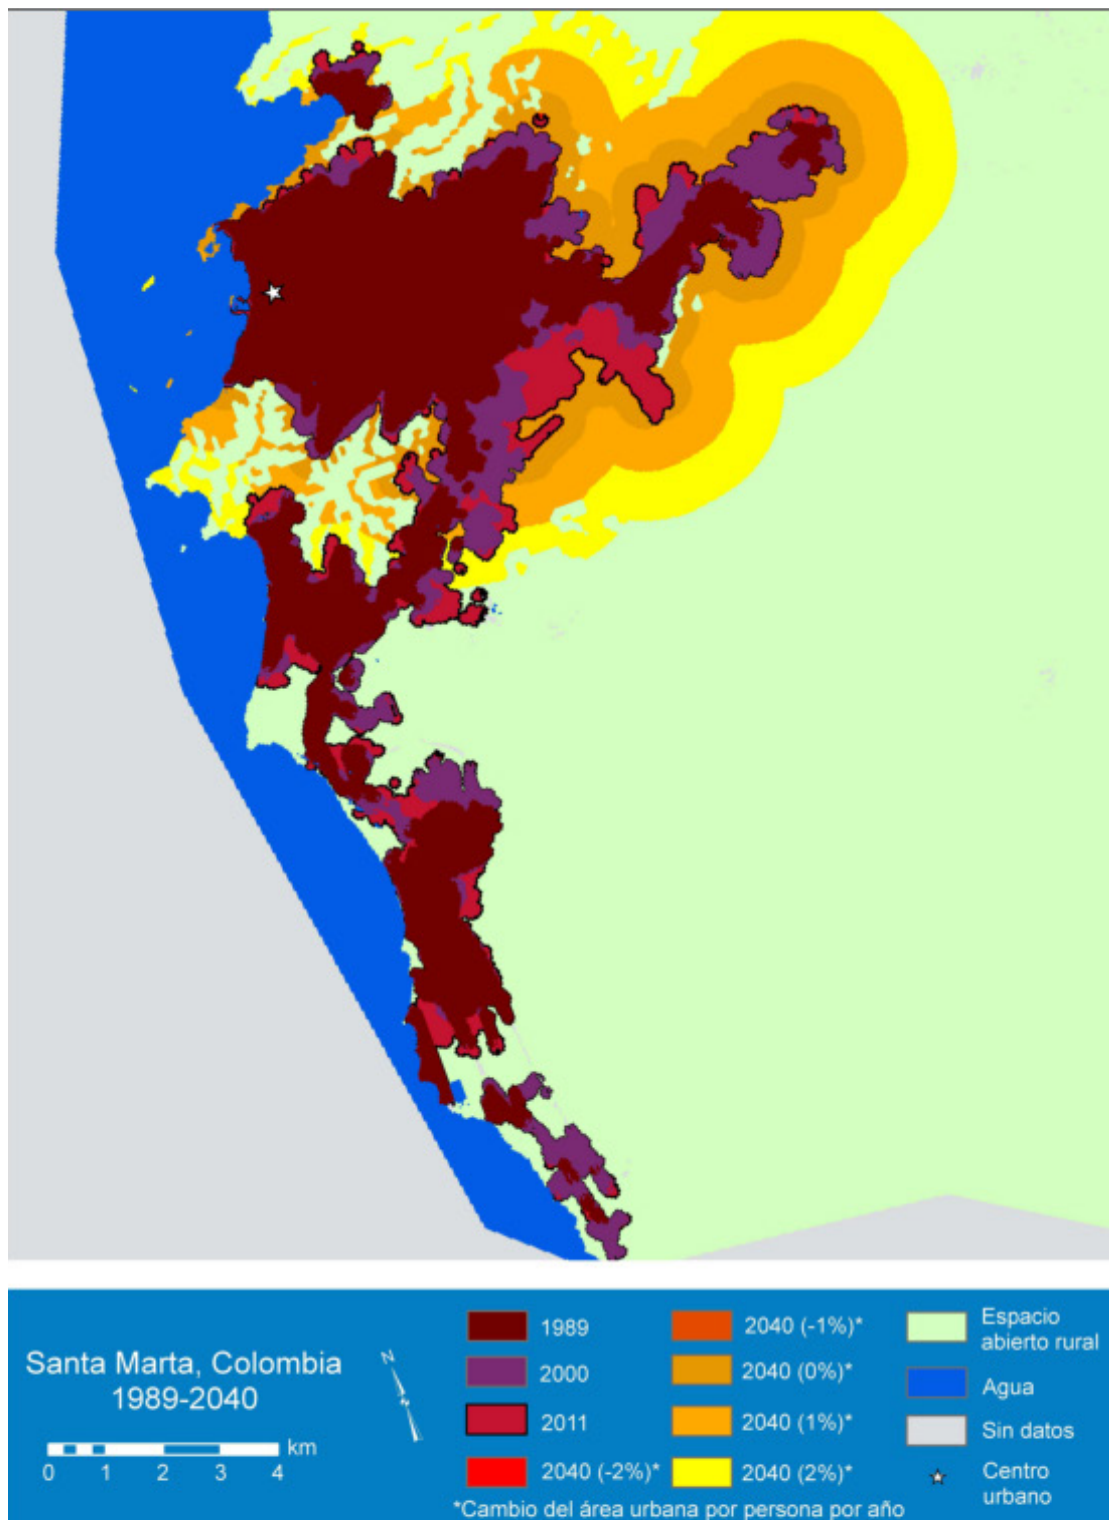 Santa Marta, Colombia
1989-2040
N
km
0 1 2 3 4
1989
2000
2011
2040 (-2%)*
2040 (-1%)*
2040 (0%)*
2040 (1%)*
2040 (2%)*
Espacio
abierto rural
Agua
Sin datos
Centro
urbano
*Cambio del área urbana por persona por año